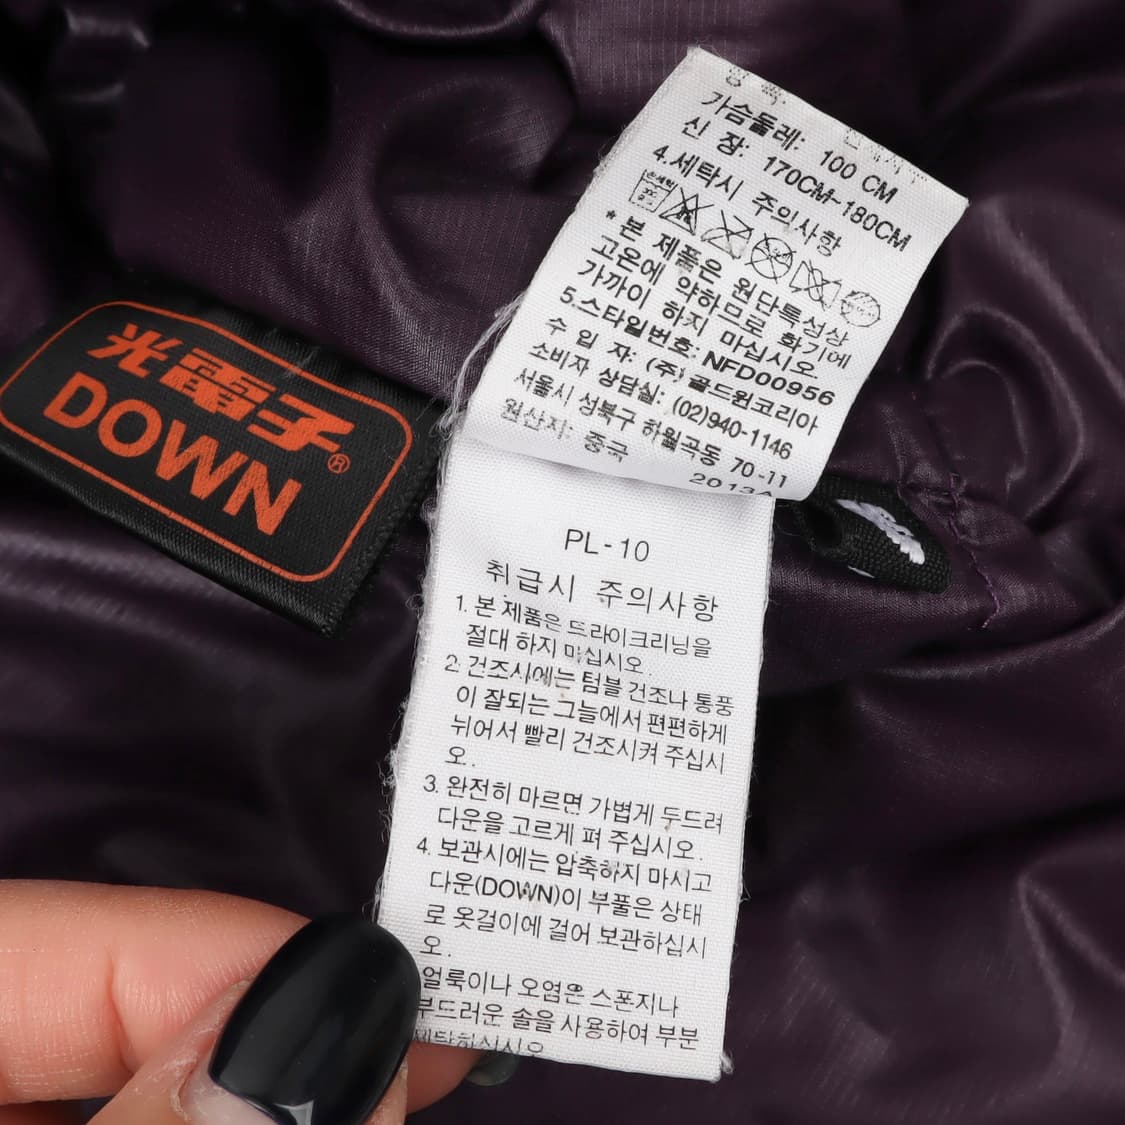 光電子®
DOWN
가슴둘레: 100 CM
신 장: 170CM-180CM
4.세탁시 주의사항
손세탁
* 본 제품은 원단특성상
고온에 약하므로 화기에
가까이 하지 마십시오
5.스타일번호: NFD00956
수 입 자: (주)골드윈코리아
소비자 상담실: (02)940-1146
서울시 성북구 하월곡동 70-11
원산지: 중국
2013
PL-10
취급시 주의사항
1. 본 제품은 드라이크리닝을
절대 하지 마십시오.
2. 건조시에는 텀블 건조나 통풍
이 잘되는 그늘에서 편편하게
뉘어서 빨리 건조시켜 주십시
오.
3. 완전히 마르면 가볍게 두드려
다운을 고르게 펴 주십시오.
4. 보관시에는 압축하지 마시고
다운(DOWN)이 부풀은 상태
로 옷걸이에 걸어 보관하십시
오.
얼룩이나 오염은 스폰지나
부드러운 솔을 사용하여 부분
세탁하십시오